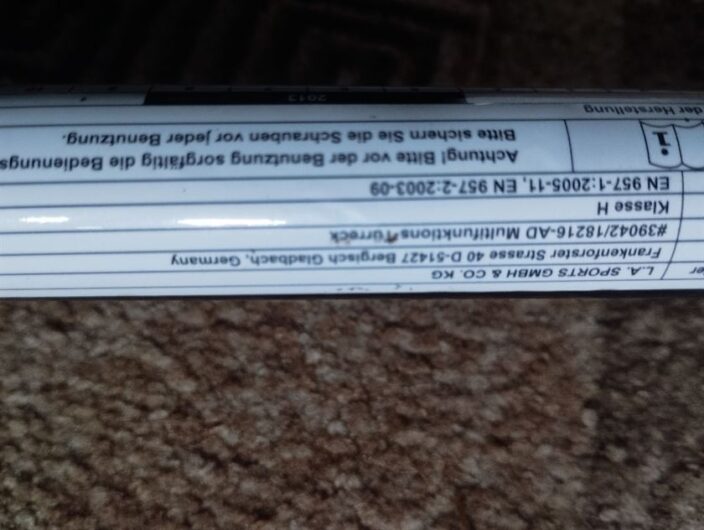 L.A. SPORTS GMBH & CO. KG
Frankenforster Strasse 40 D-51427 Bergisch Gladbach, Germany
#39042/18216-AD Multifunktions-Türreck
Klasse H
EN 957-1:2005-11, EN 957-2:2003-09
Achtung! Bitte vor der Benutzung sorgfältig die Bedienungs
Bitte sichern Sie die Schrauben vor jeder Benutzung.
der Herstellung
2013